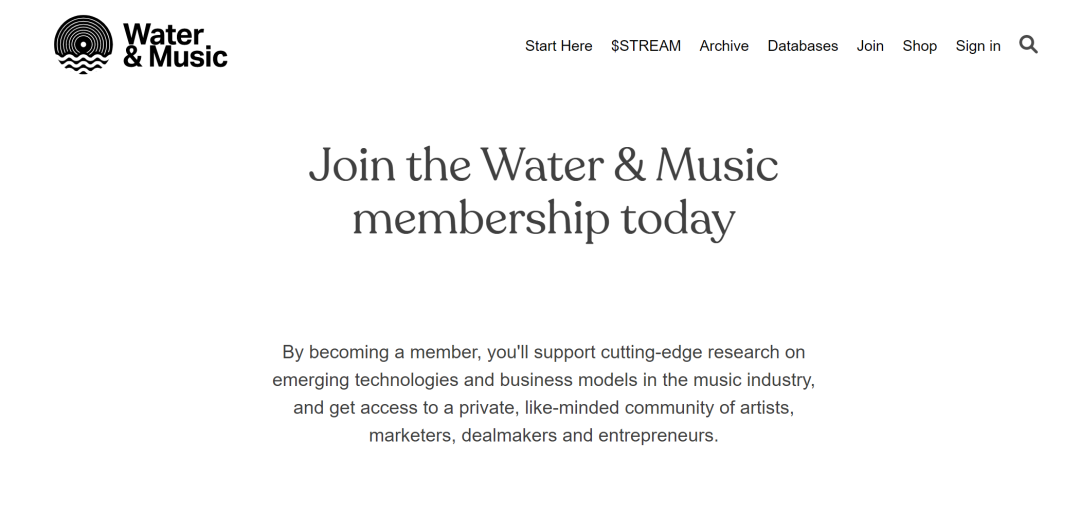 Water
& Music
Start Here $STREAM Archive Databases Join Shop Sign in
Join the Water & Music
membership today
By becoming a member, you'll support cutting-edge research on
emerging technologies and business models in the music industry,
and get access to a private, like-minded community of artists,
marketers, dealmakers and entrepreneurs.